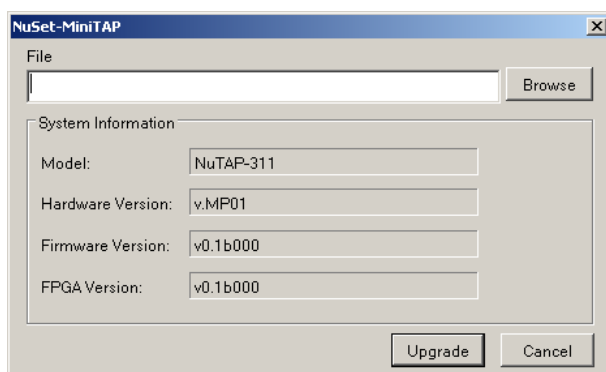 NuSet-MiniTAP
File
Browse
System Information
Model: NuTAP-311
Hardware Version: v.MP01
Firmware Version: v0.1b000
FPGA Version: v0.1b000
Upgrade Cancel